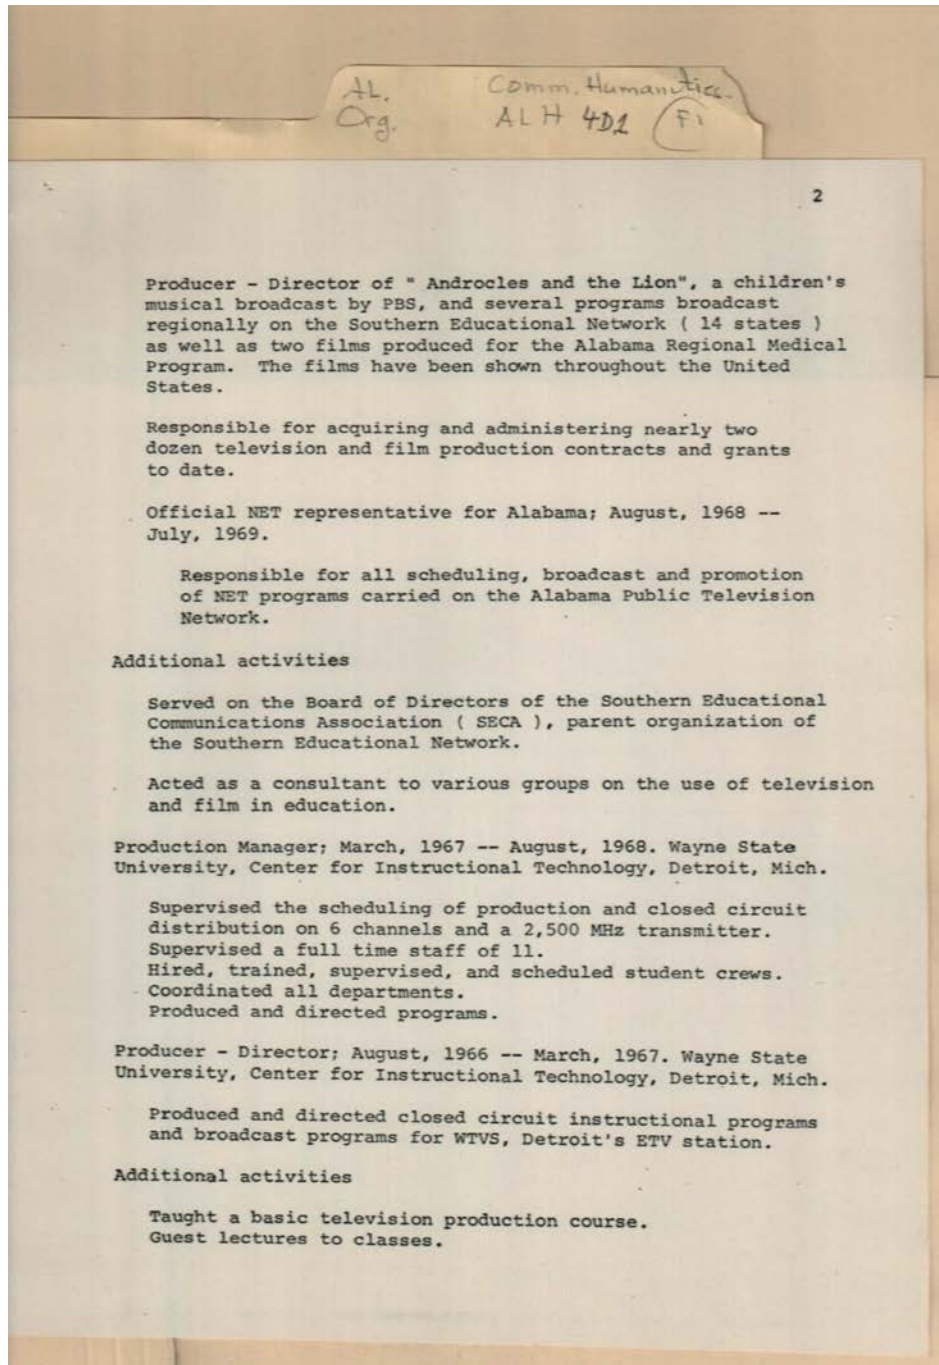 AL. Comm. Humanities.
Org. ALH 4D1 F1
2
Producer - Director of " Androcles and the Lion", a children's
musical broadcast by PBS, and several programs broadcast
regionally on the Southern Educational Network ( 14 states )
as well as two films produced for the Alabama Regional Medical
Program. The films have been shown throughout the United
States.
Responsible for acquiring and administering nearly two
dozen television and film production contracts and grants
to date.
Official NET representative for Alabama; August, 1968 --
July, 1969.
Responsible for all scheduling, broadcast and promotion
of NET programs carried on the Alabama Public Television
Network.
Additional activities
Served on the Board of Directors of the Southern Educational
Communications Association ( SECA ), parent organization of
the Southern Educational Network.
Acted as a consultant to various groups on the use of television
and film in education.
Production Manager; March, 1967 -- August, 1968. Wayne State
University, Center for Instructional Technology, Detroit, Mich.
Supervised the scheduling of production and closed circuit
distribution on 6 channels and a 2,500 MHz transmitter.
Supervised a full time staff of 11.
Hired, trained, supervised, and scheduled student crews.
Coordinated all departments.
Produced and directed programs.
Producer - Director; August, 1966 -- March, 1967. Wayne State
University, Center for Instructional Technology, Detroit, Mich.
Produced and directed closed circuit instructional programs
and broadcast programs for WTVS, Detroit's ETV station.
Additional activities
Taught a basic television production course.
Guest lectures to classes.